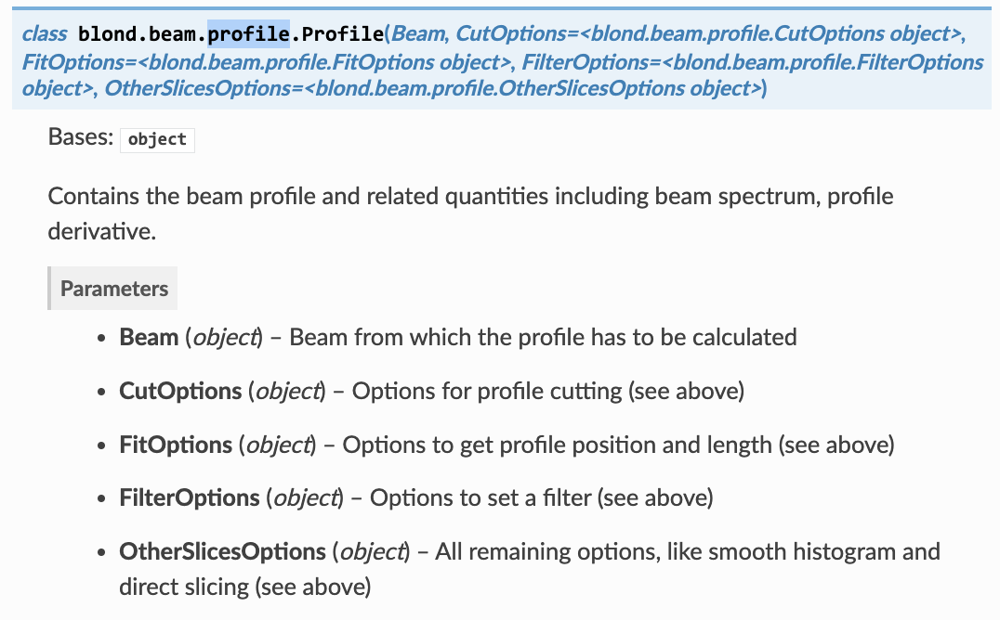 class blond.beam.profile.Profile(Beam, CutOptions=<blond.beam.profile.CutOptions object>,
FitOptions=<blond.beam.profile.FitOptions object>, FilterOptions=<blond.beam.profile.FilterOptions
object>, OtherSlicesOptions=<blond.beam.profile.OtherSlicesOptions object>)
Bases: object
Contains the beam profile and related quantities including beam spectrum, profile
derivative.
Parameters
• Beam (object) – Beam from which the profile has to be calculated
• CutOptions (object) – Options for profile cutting (see above)
• FitOptions (object) – Options to get profile position and length (see above)
• FilterOptions (object) – Options to set a filter (see above)
• OtherSlicesOptions (object) – All remaining options, like smooth histogram and
direct slicing (see above)